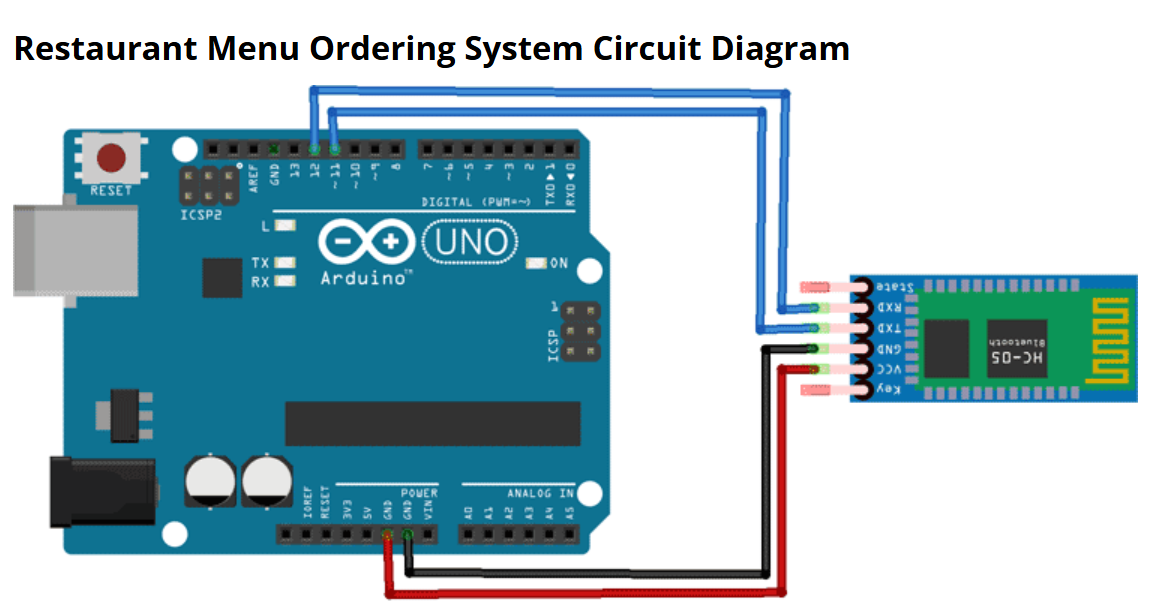 Restaurant Menu Ordering System Circuit Diagram
RESET
ICSP2
AREF
GND
13
12
~11
~10
~9
8
7
~6
~5
4
~3
2
TX0▶1
RX0◀0
DIGITAL (PWM=~)
L
TX
RX
UNO
Arduino™
ON
1
ICSP
State
RXD
TXD
GND
VCC
Key
HC-05
Bluetooth
IOREF
RESET
3V3
5V
GND
GND
VIN
POWER
A0
A1
A2
A3
A4
A5
ANALOG IN